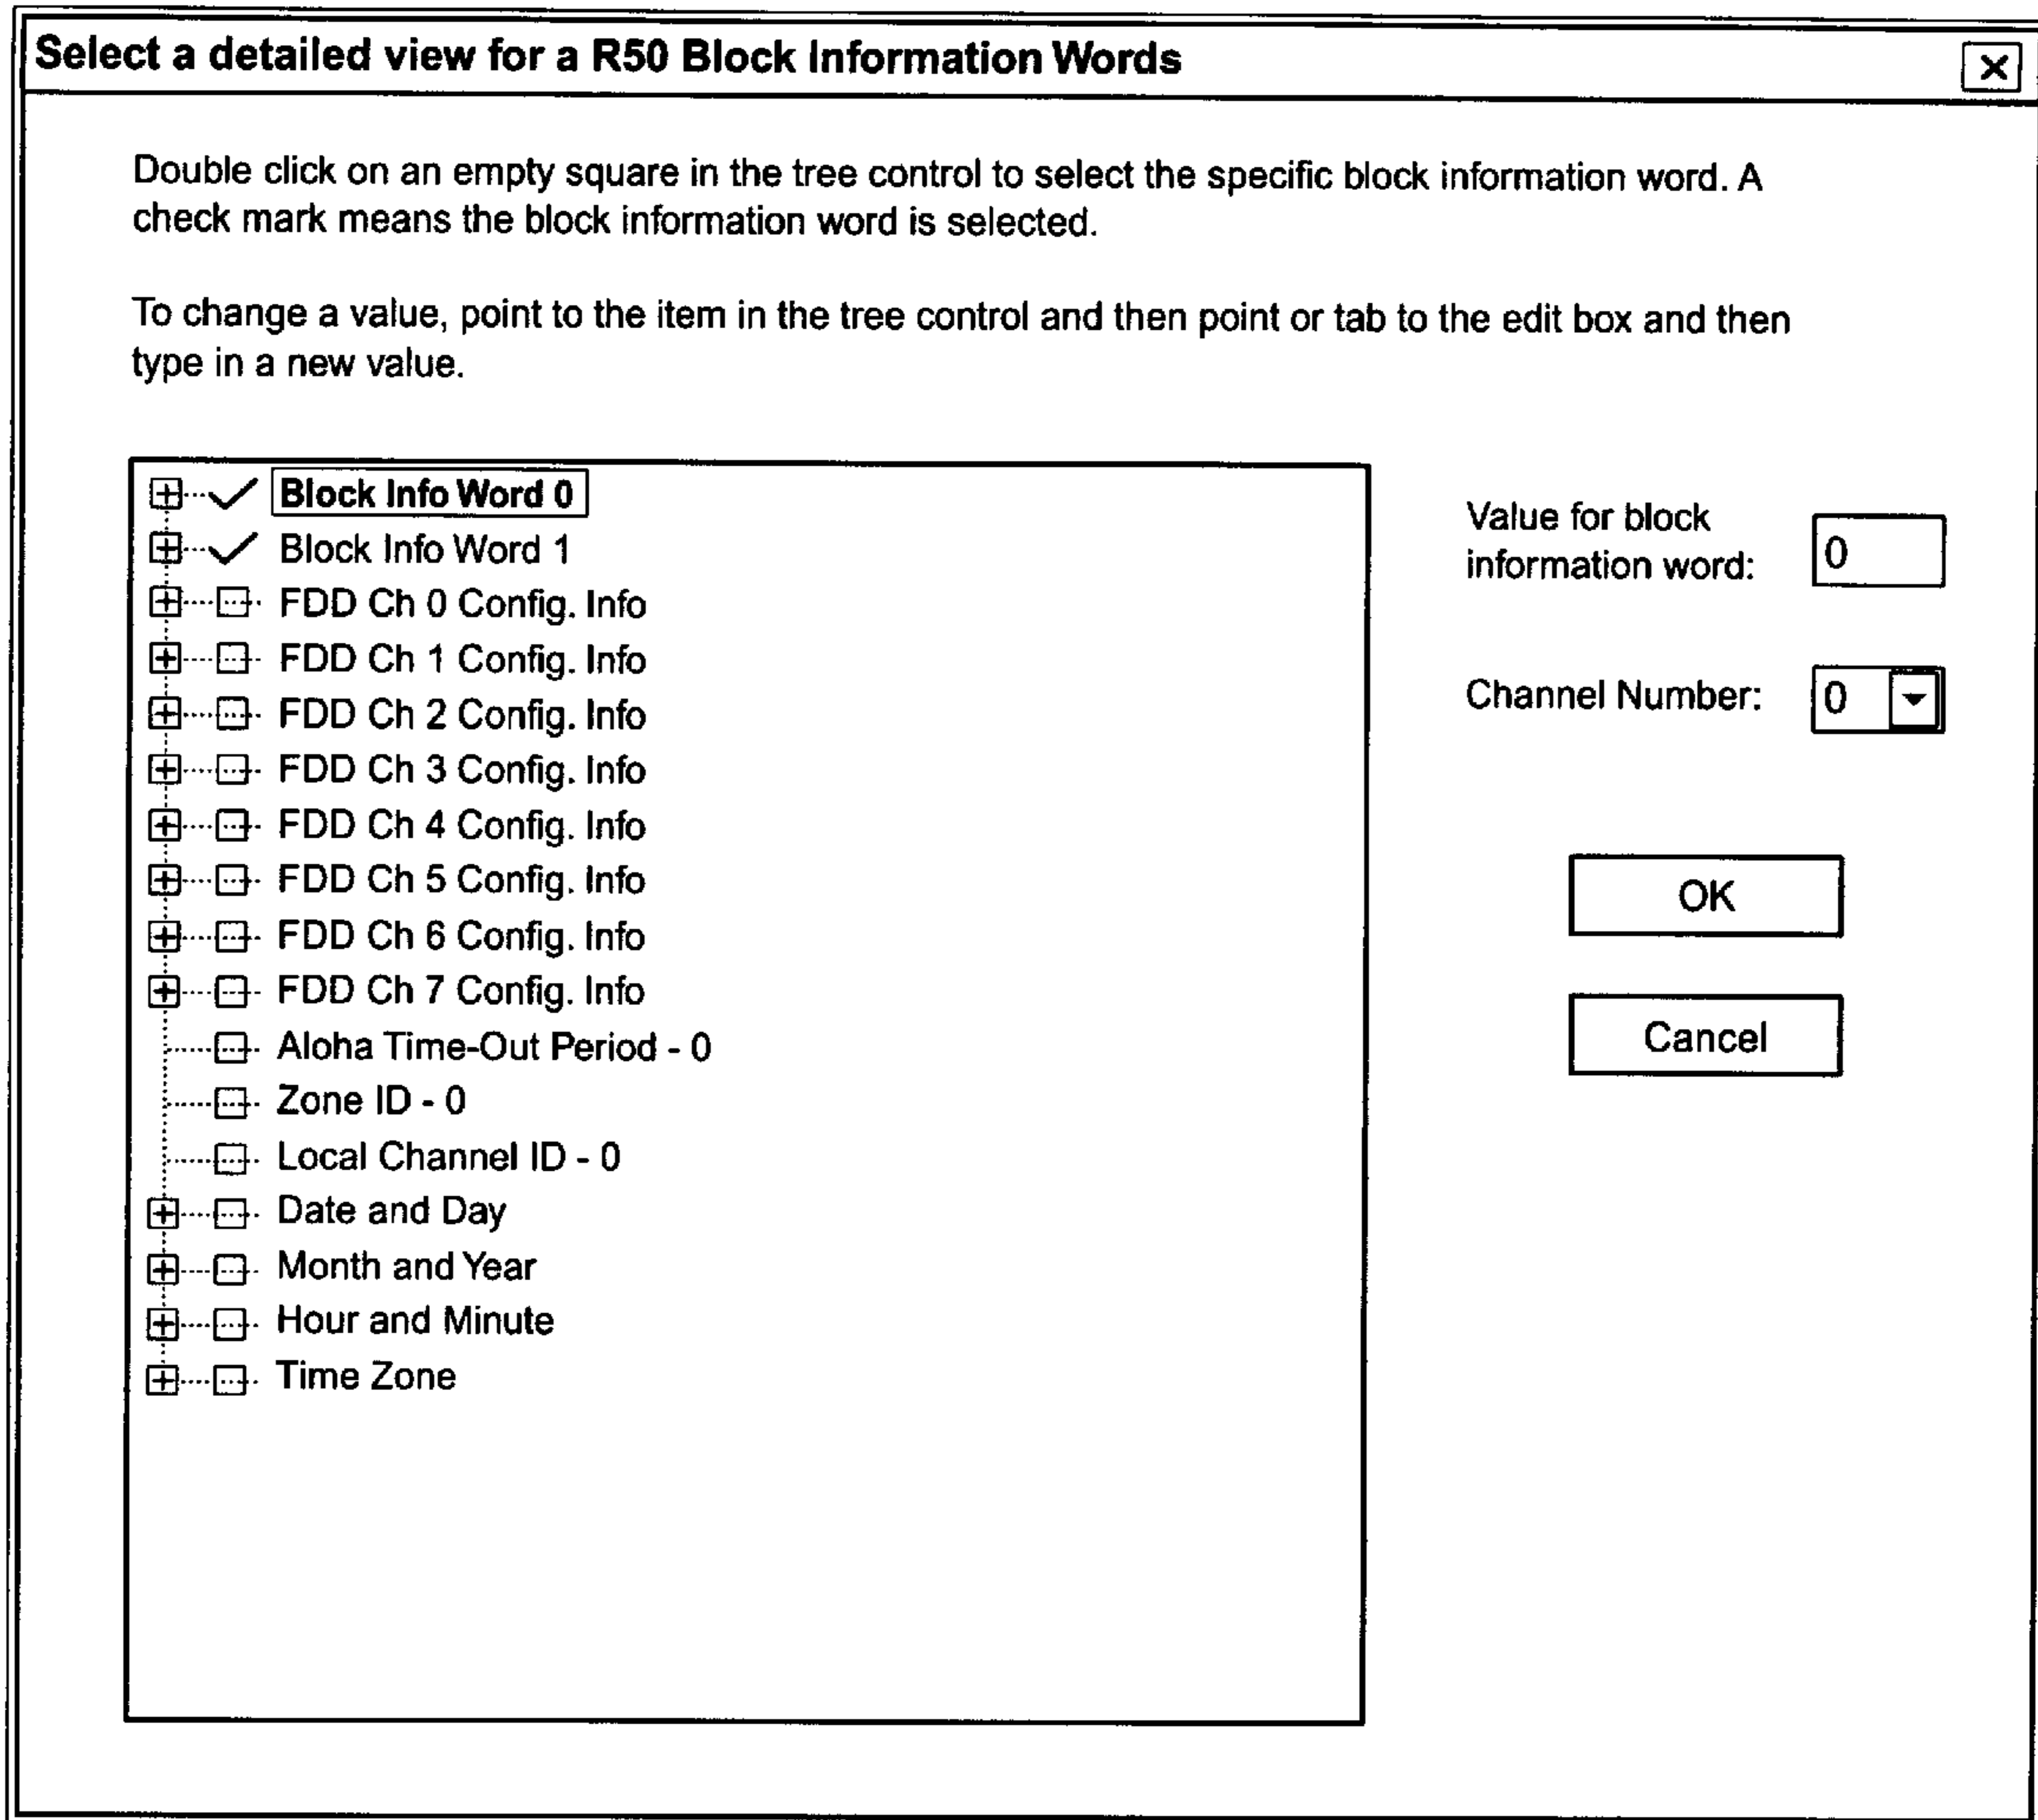 Select a detailed view for a R50 Block Information Words
Double click on an empty square in the tree control to select the specific block information word. A
check mark means the block information word is selected.
To change a value, point to the item in the tree control and then point or tab to the edit box and then
type in a new value.
Block Info Word 0
Block Info Word 1
FDD Ch 0 Config. Info
FDD Ch 1 Config. Info
FDD Ch 2 Config. Info
FDD Ch 3 Config. Info
FDD Ch 4 Config. Info
FDD Ch 5 Config. Info
FDD Ch 6 Config. Info
FDD Ch 7 Config. Info
Aloha Time-Out Period - 0
Zone ID - 0
Local Channel ID - 0
Date and Day
Month and Year
Hour and Minute
Time Zone
Value for block
information word: 0
Channel Number: 0
OK
Cancel